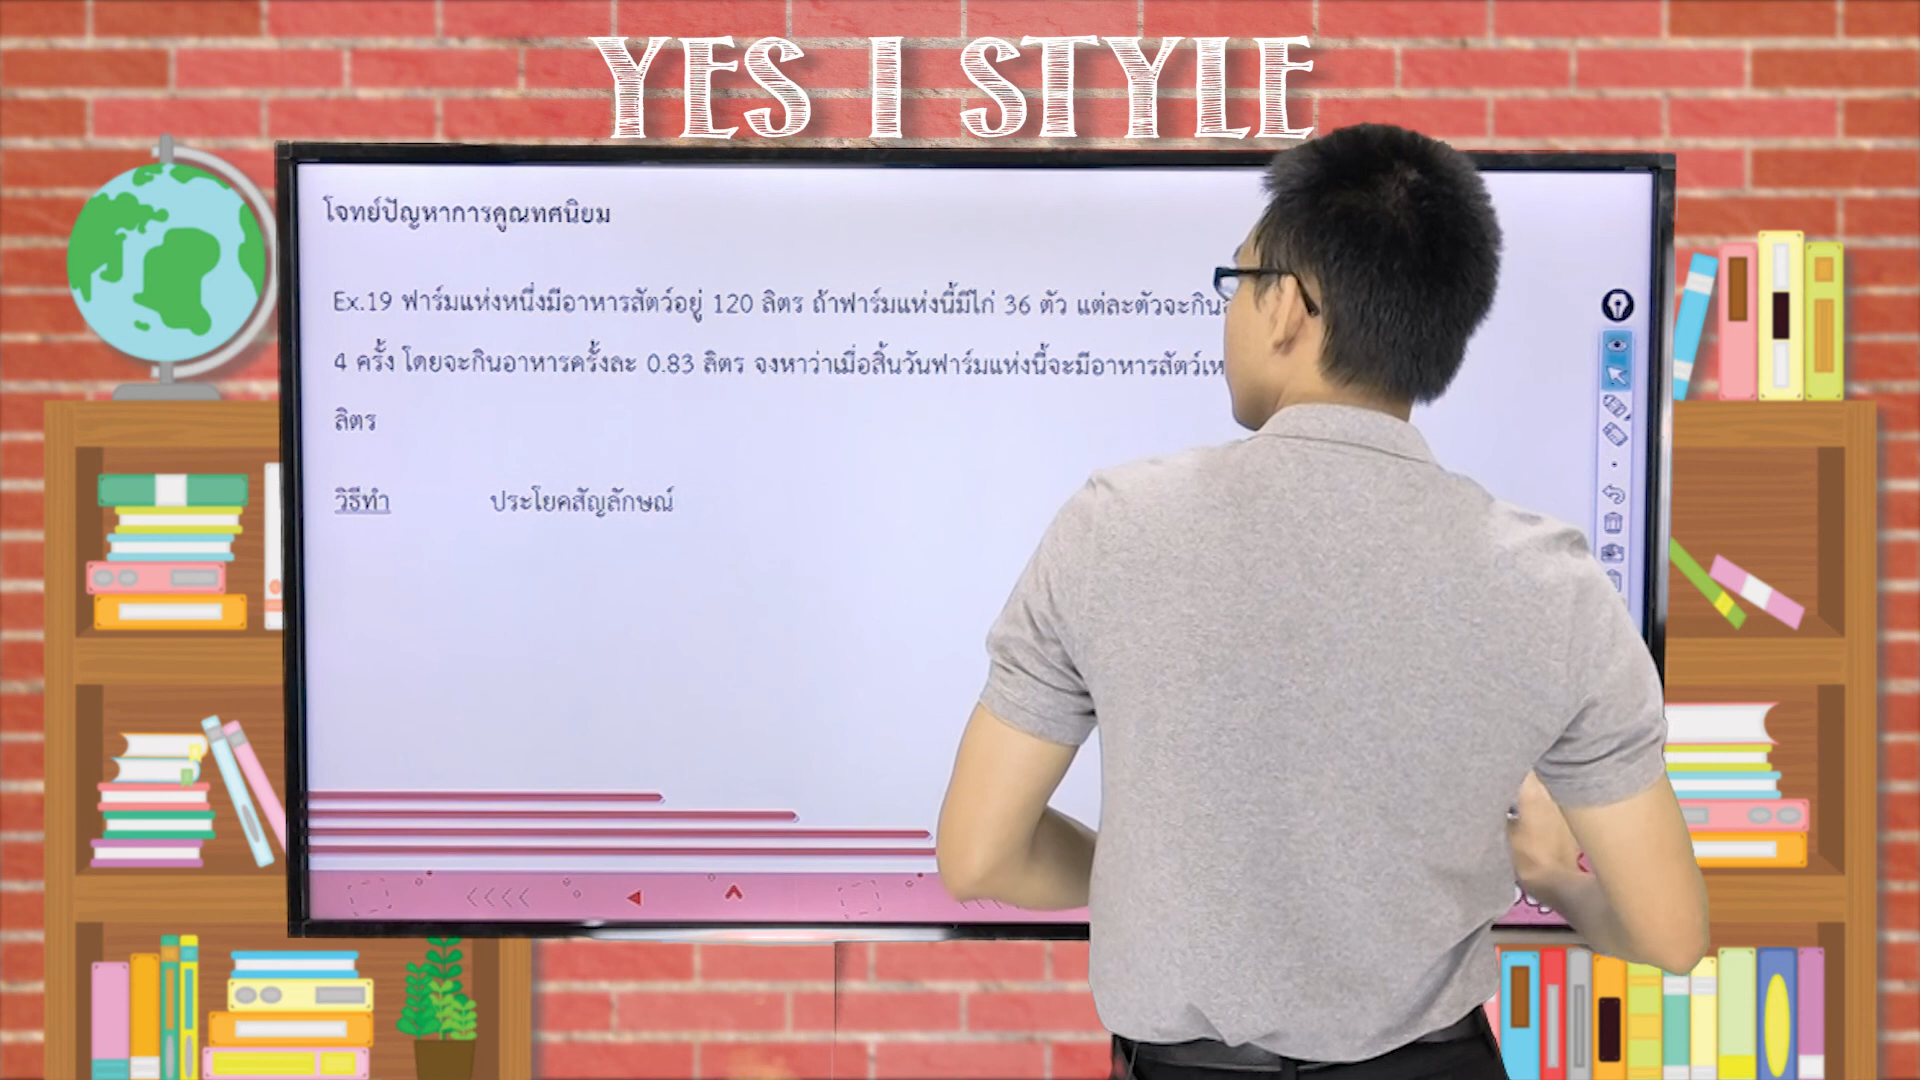 YES I STYLE
โจทย์ปัญหาการคูณทศนิยม
Ex.19 ฟาร์มแห่งหนึ่งมีอาหารสัตว์อยู่ 120 ลิตร ถ้าฟาร์มแห่งนี้มีไก่ 36 ตัว แต่ละตัวจะกิน
4 ครั้ง โดยจะกินอาหารครั้งละ 0.83 ลิตร จงหาว่าเมื่อสิ้นวันฟาร์มแห่งนี้จะมีอาหารสัตว์
ลิตร
วิธีทำ ประโยคสัญลักษณ์